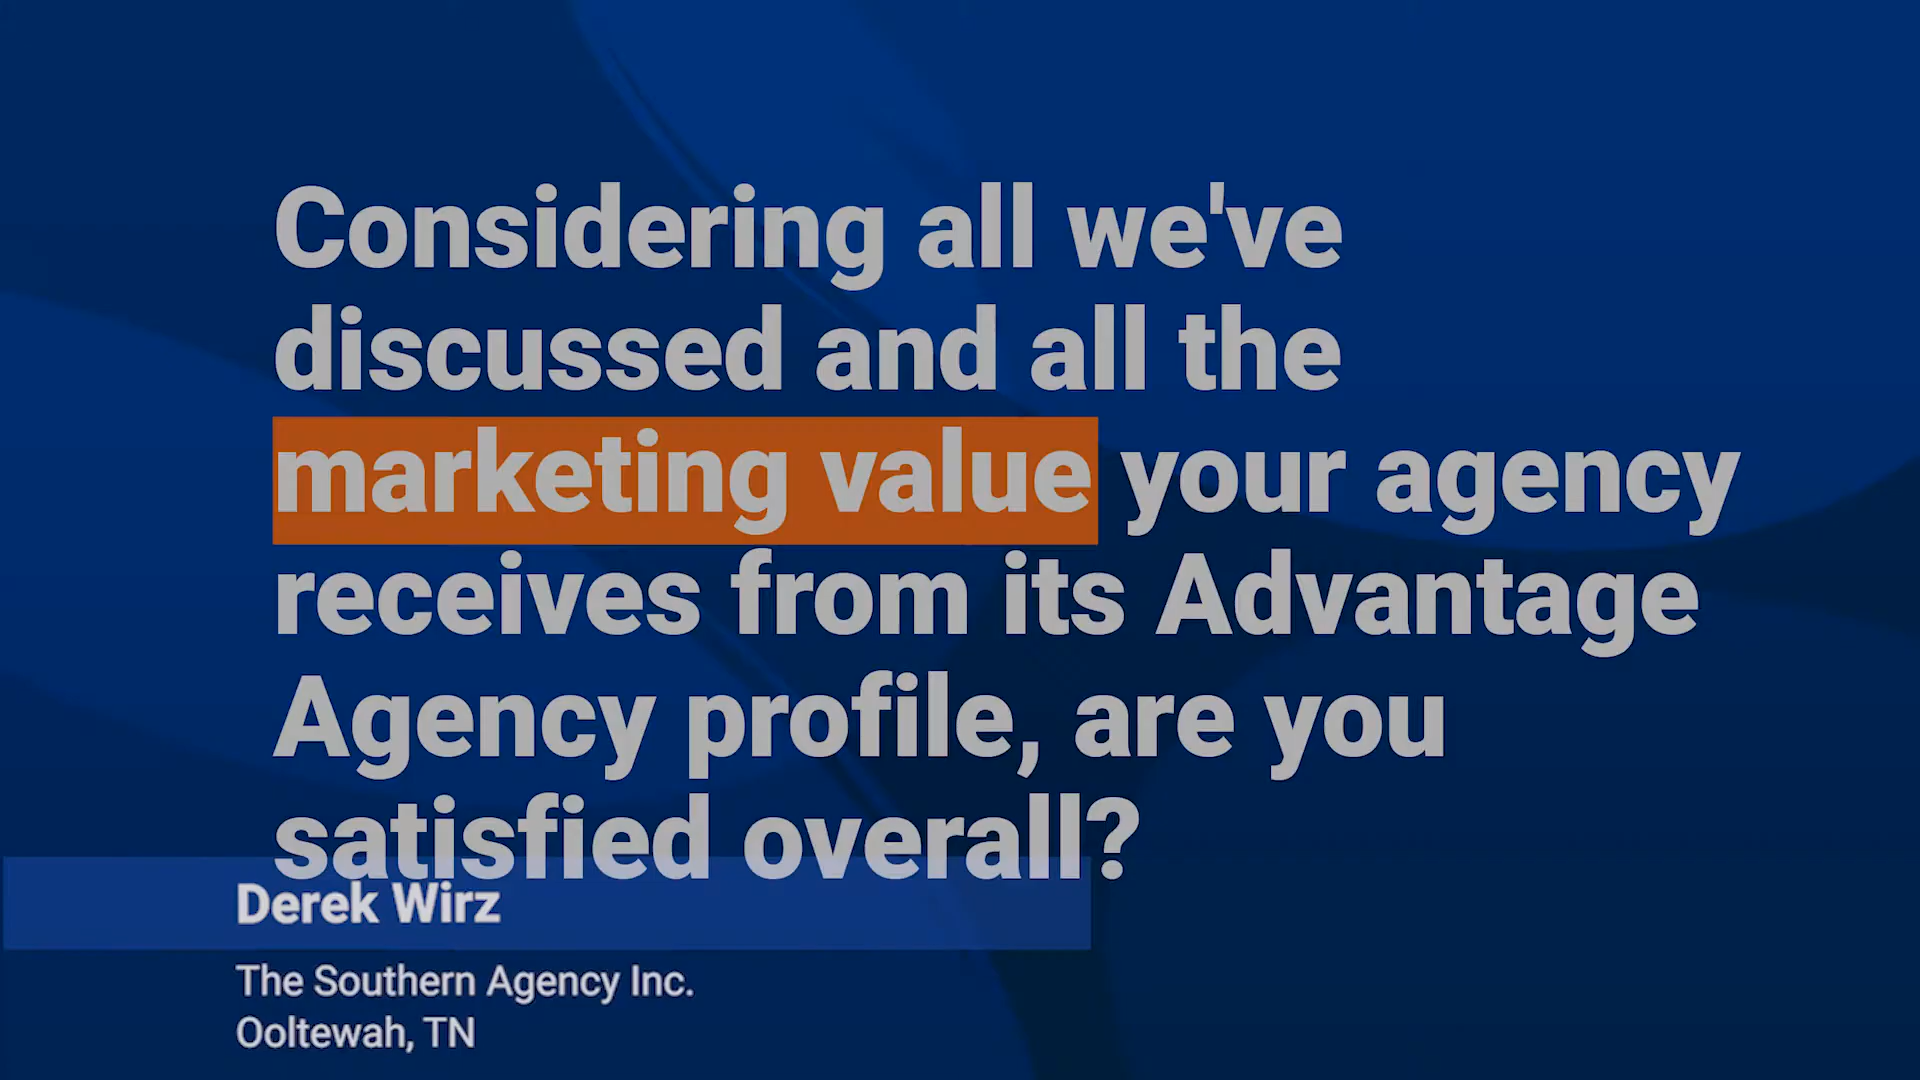 Considering all we've
discussed and all the
marketing value your agency
receives from its Advantage
Agency profile, are you
satisfied overall?
Derek Wirz
The Southern Agency Inc.
Ooltewah, TN